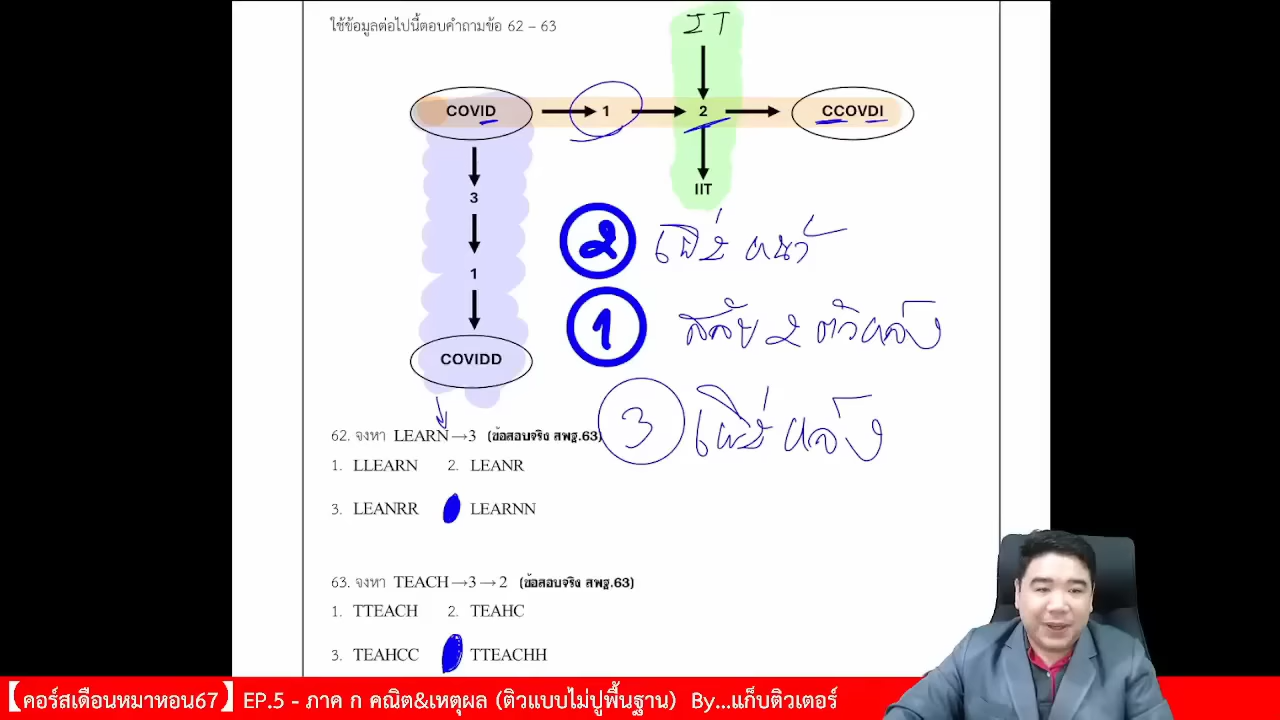 ใช้ข้อมูลต่อไปนี้ตอบคำถามข้อ 62 – 63
IT
COVID 1 2 CCOVDI
3 IIT
2 เพิ่ม หน้า
1
COVIDD
1 สลับ 2 ตัวหลัง
3 เพิ่ม หลัง
62. จงหา LEARN→3 (ข้อสอบจริง สพฐ.63)
1. LLEARN 2. LEANR
3. LEANRR LEARNN
63. จงหา TEACH→3→2 (ข้อสอบจริง สพฐ.63)
1. TTEACH 2. TEAHC
3. TEAHCC TTEACHH
【คอร์สเดือนหมาหอน67】 EP.5 - ภาค ก คณิต&เหตุผล (ติวแบบไม่ปูพื้นฐาน) By...แก็บติวเตอร์